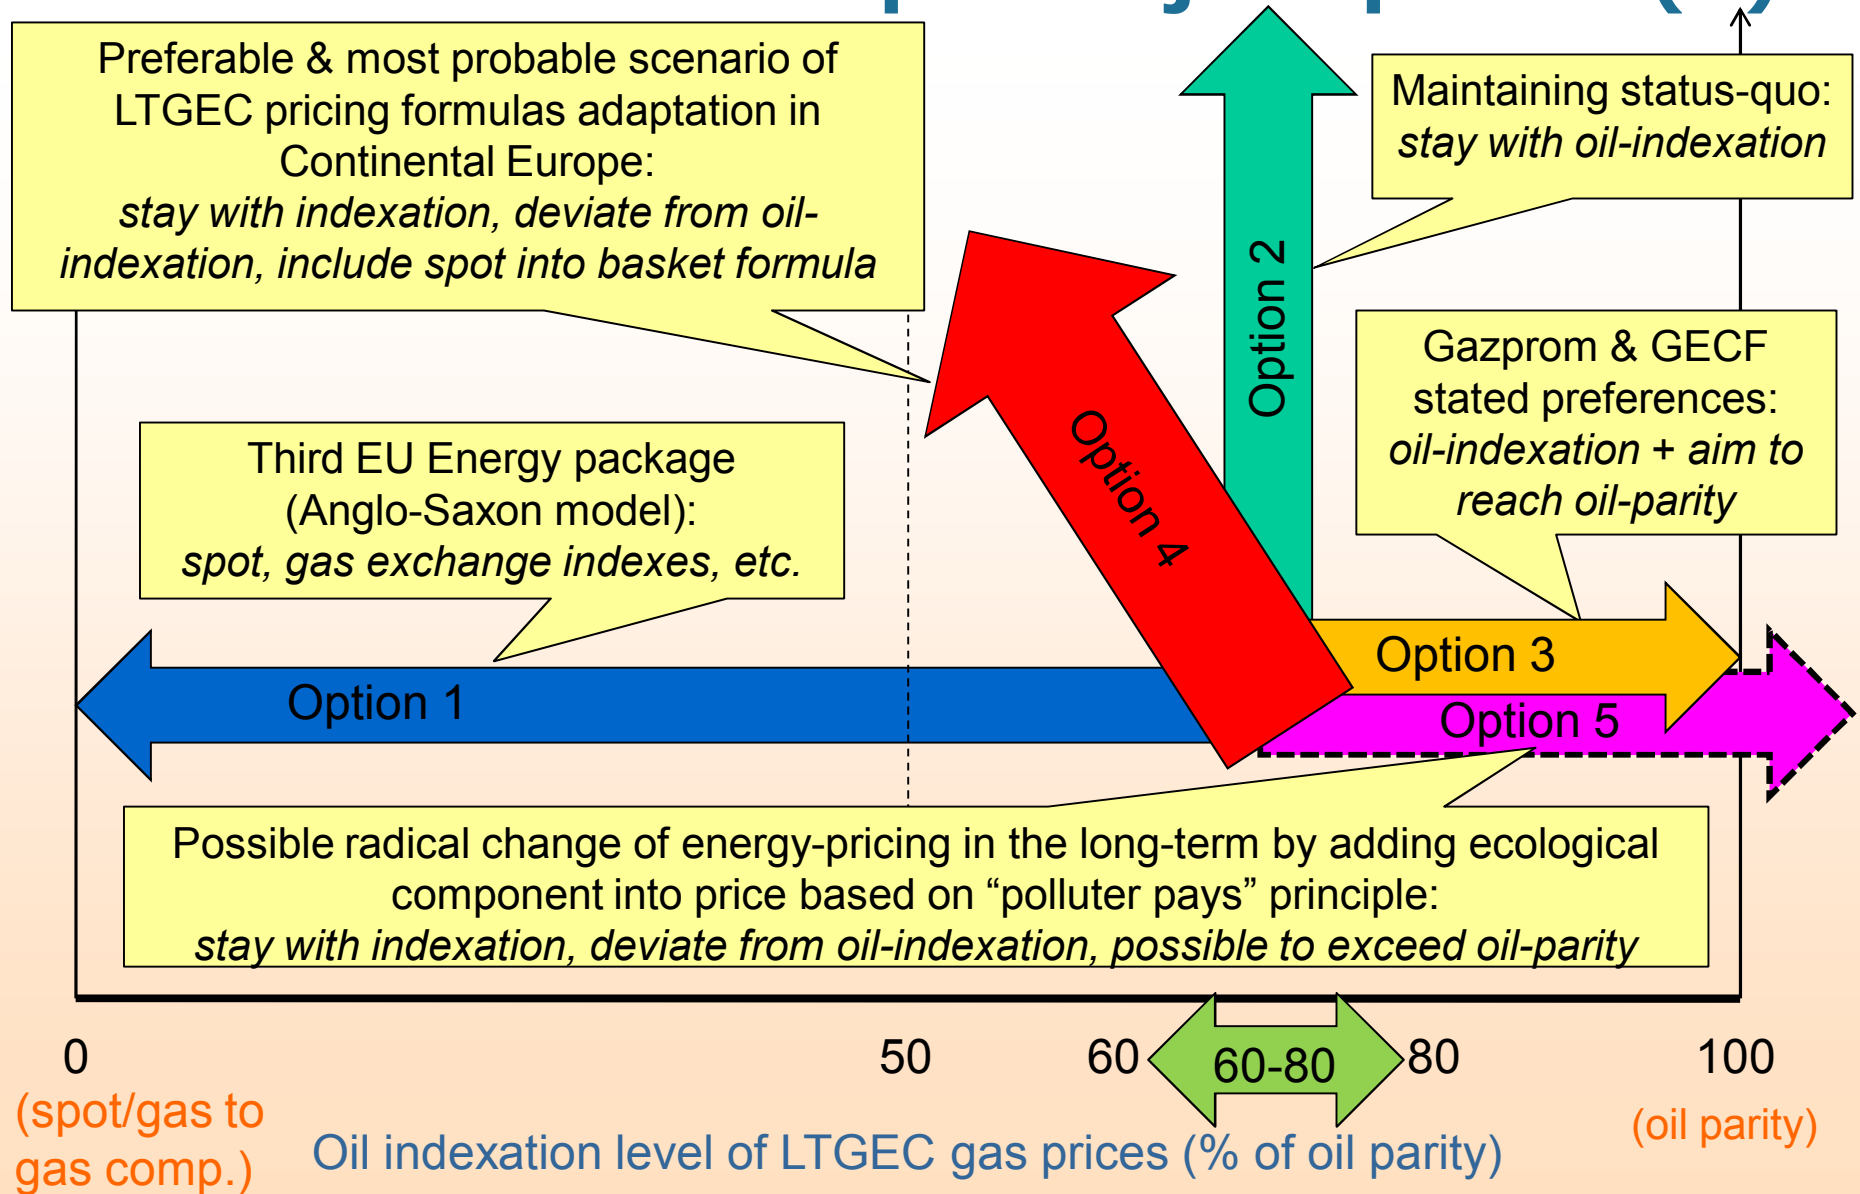 Preferable & most probable scenario of
LTGEC pricing formulas adaptation in
Continental Europe:
stay with indexation, deviate from oil-
indexation, include spot into basket formula
Maintaining status-quo:
stay with oil-indexation
Option 2
Gazprom & GECF
stated preferences:
oil-indexation + aim to
reach oil-parity
Option 4
Third EU Energy package
(Anglo-Saxon model):
spot, gas exchange indexes, etc.
Option 3
Option 1
Option 5
Possible radical change of energy-pricing in the long-term by adding ecological
component into price based on “polluter pays” principle:
stay with indexation, deviate from oil-indexation, possible to exceed oil-parity
0
50
60
60-80
80
100
(spot/gas to
gas comp.)
(oil parity)
Oil indexation level of LTGEC gas prices (% of oil parity)